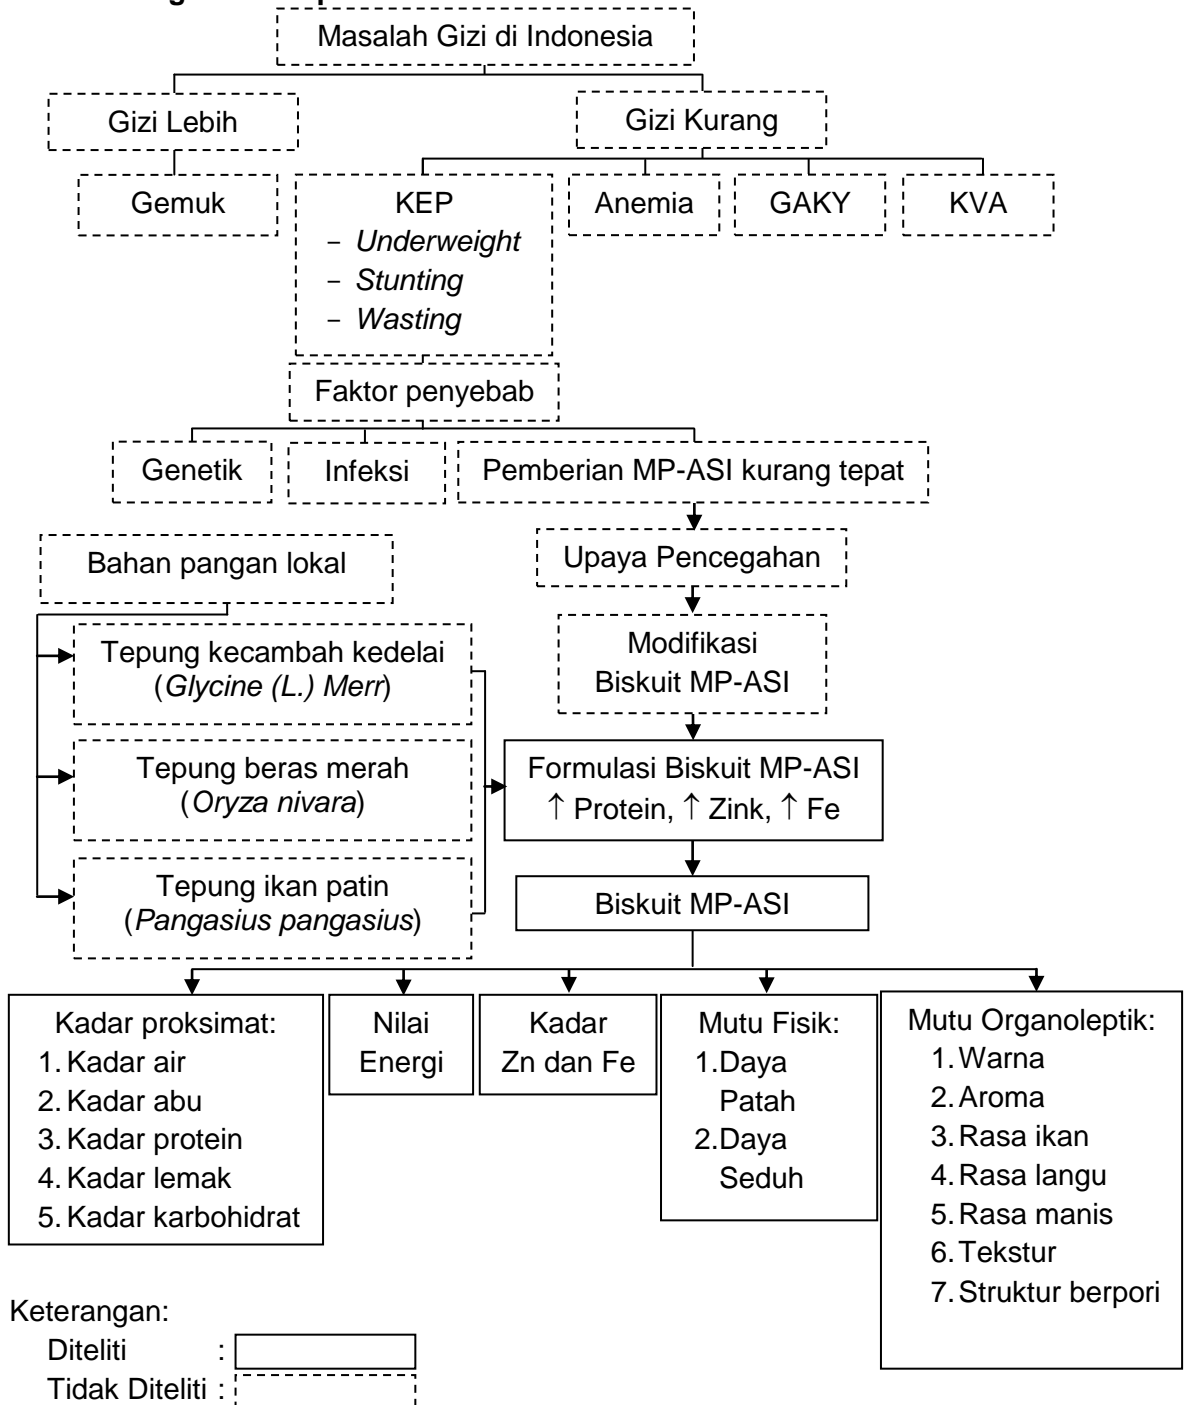 Masalah Gizi di Indonesia
Gizi Lebih
Gizi Kurang
Gemuk
KEP
– Underweight
– Stunting
– Wasting
Anemia
GAKY
KVA
Faktor penyebab
Genetik
Infeksi
Pemberian MP-ASI kurang tepat
Bahan pangan lokal
Upaya Pencegahan
Tepung kecambah kedelai
(Glycine (L.) Merr)
Modifikasi
Biskuit MP-ASI
Tepung beras merah
(Oryza nivara)
Formulasi Biskuit MP-ASI
↑ Protein, ↑ Zink, ↑ Fe
Tepung ikan patin
(Pangasius pangasius)
Biskuit MP-ASI
Kadar proksimat:
1. Kadar air
2. Kadar abu
3. Kadar protein
4. Kadar lemak
5. Kadar karbohidrat
Nilai
Energi
Kadar
Zn dan Fe
Mutu Fisik:
1.Daya
Patah
2.Daya
Seduh
Mutu Organoleptik:
1. Warna
2. Aroma
3. Rasa ikan
4. Rasa langu
5. Rasa manis
6. Tekstur
7. Struktur berpori
Keterangan:
Diteliti :
Tidak Diteliti :